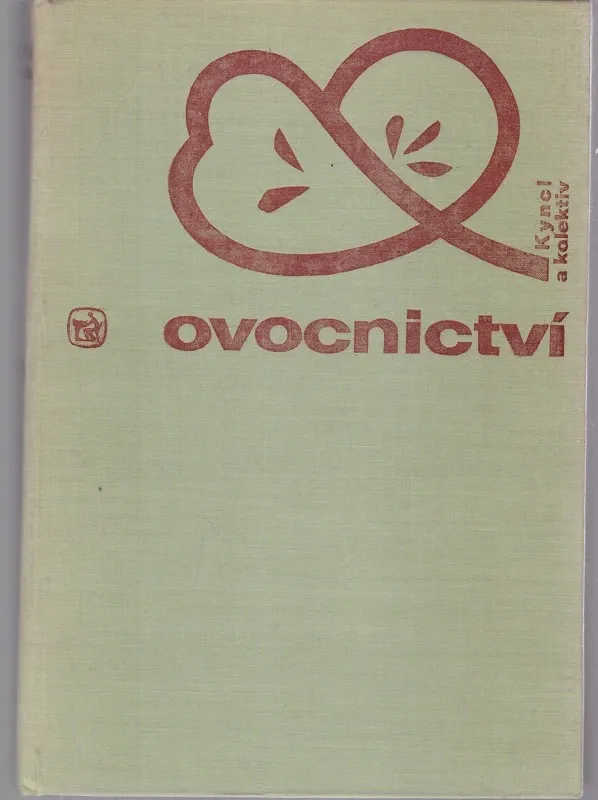 Kyncl
a kolektiv
ovocnictví